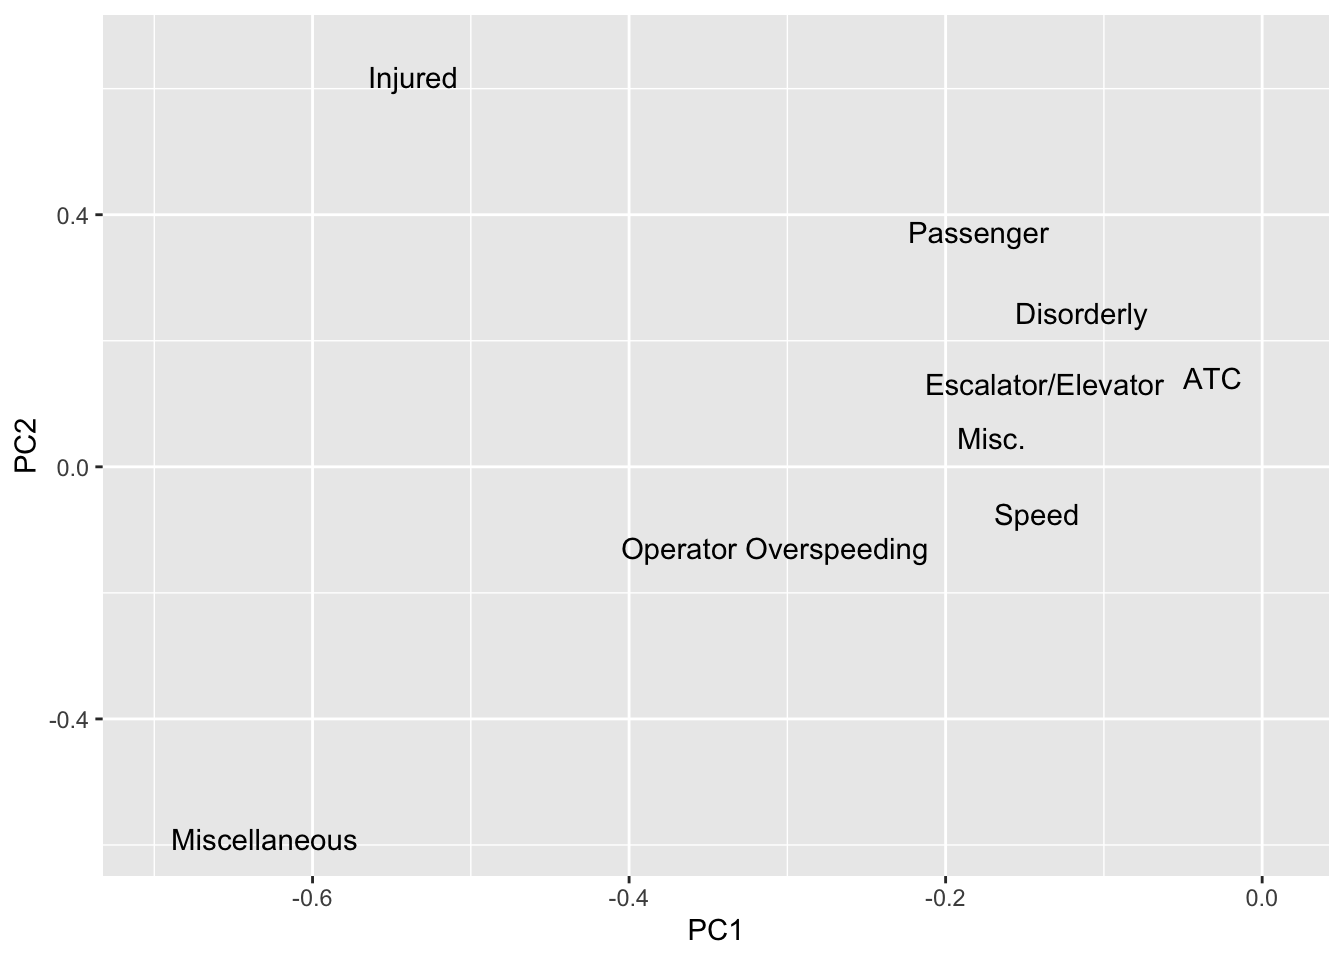 Injured
0.4
Passenger
Disorderly
ATC
Escalator/Elevator
Misc.
PC2
0.0
Speed
Operator Overspeeding
-0.4
Miscellaneous
-0.6
-0.4
-0.2
0.0
PC1